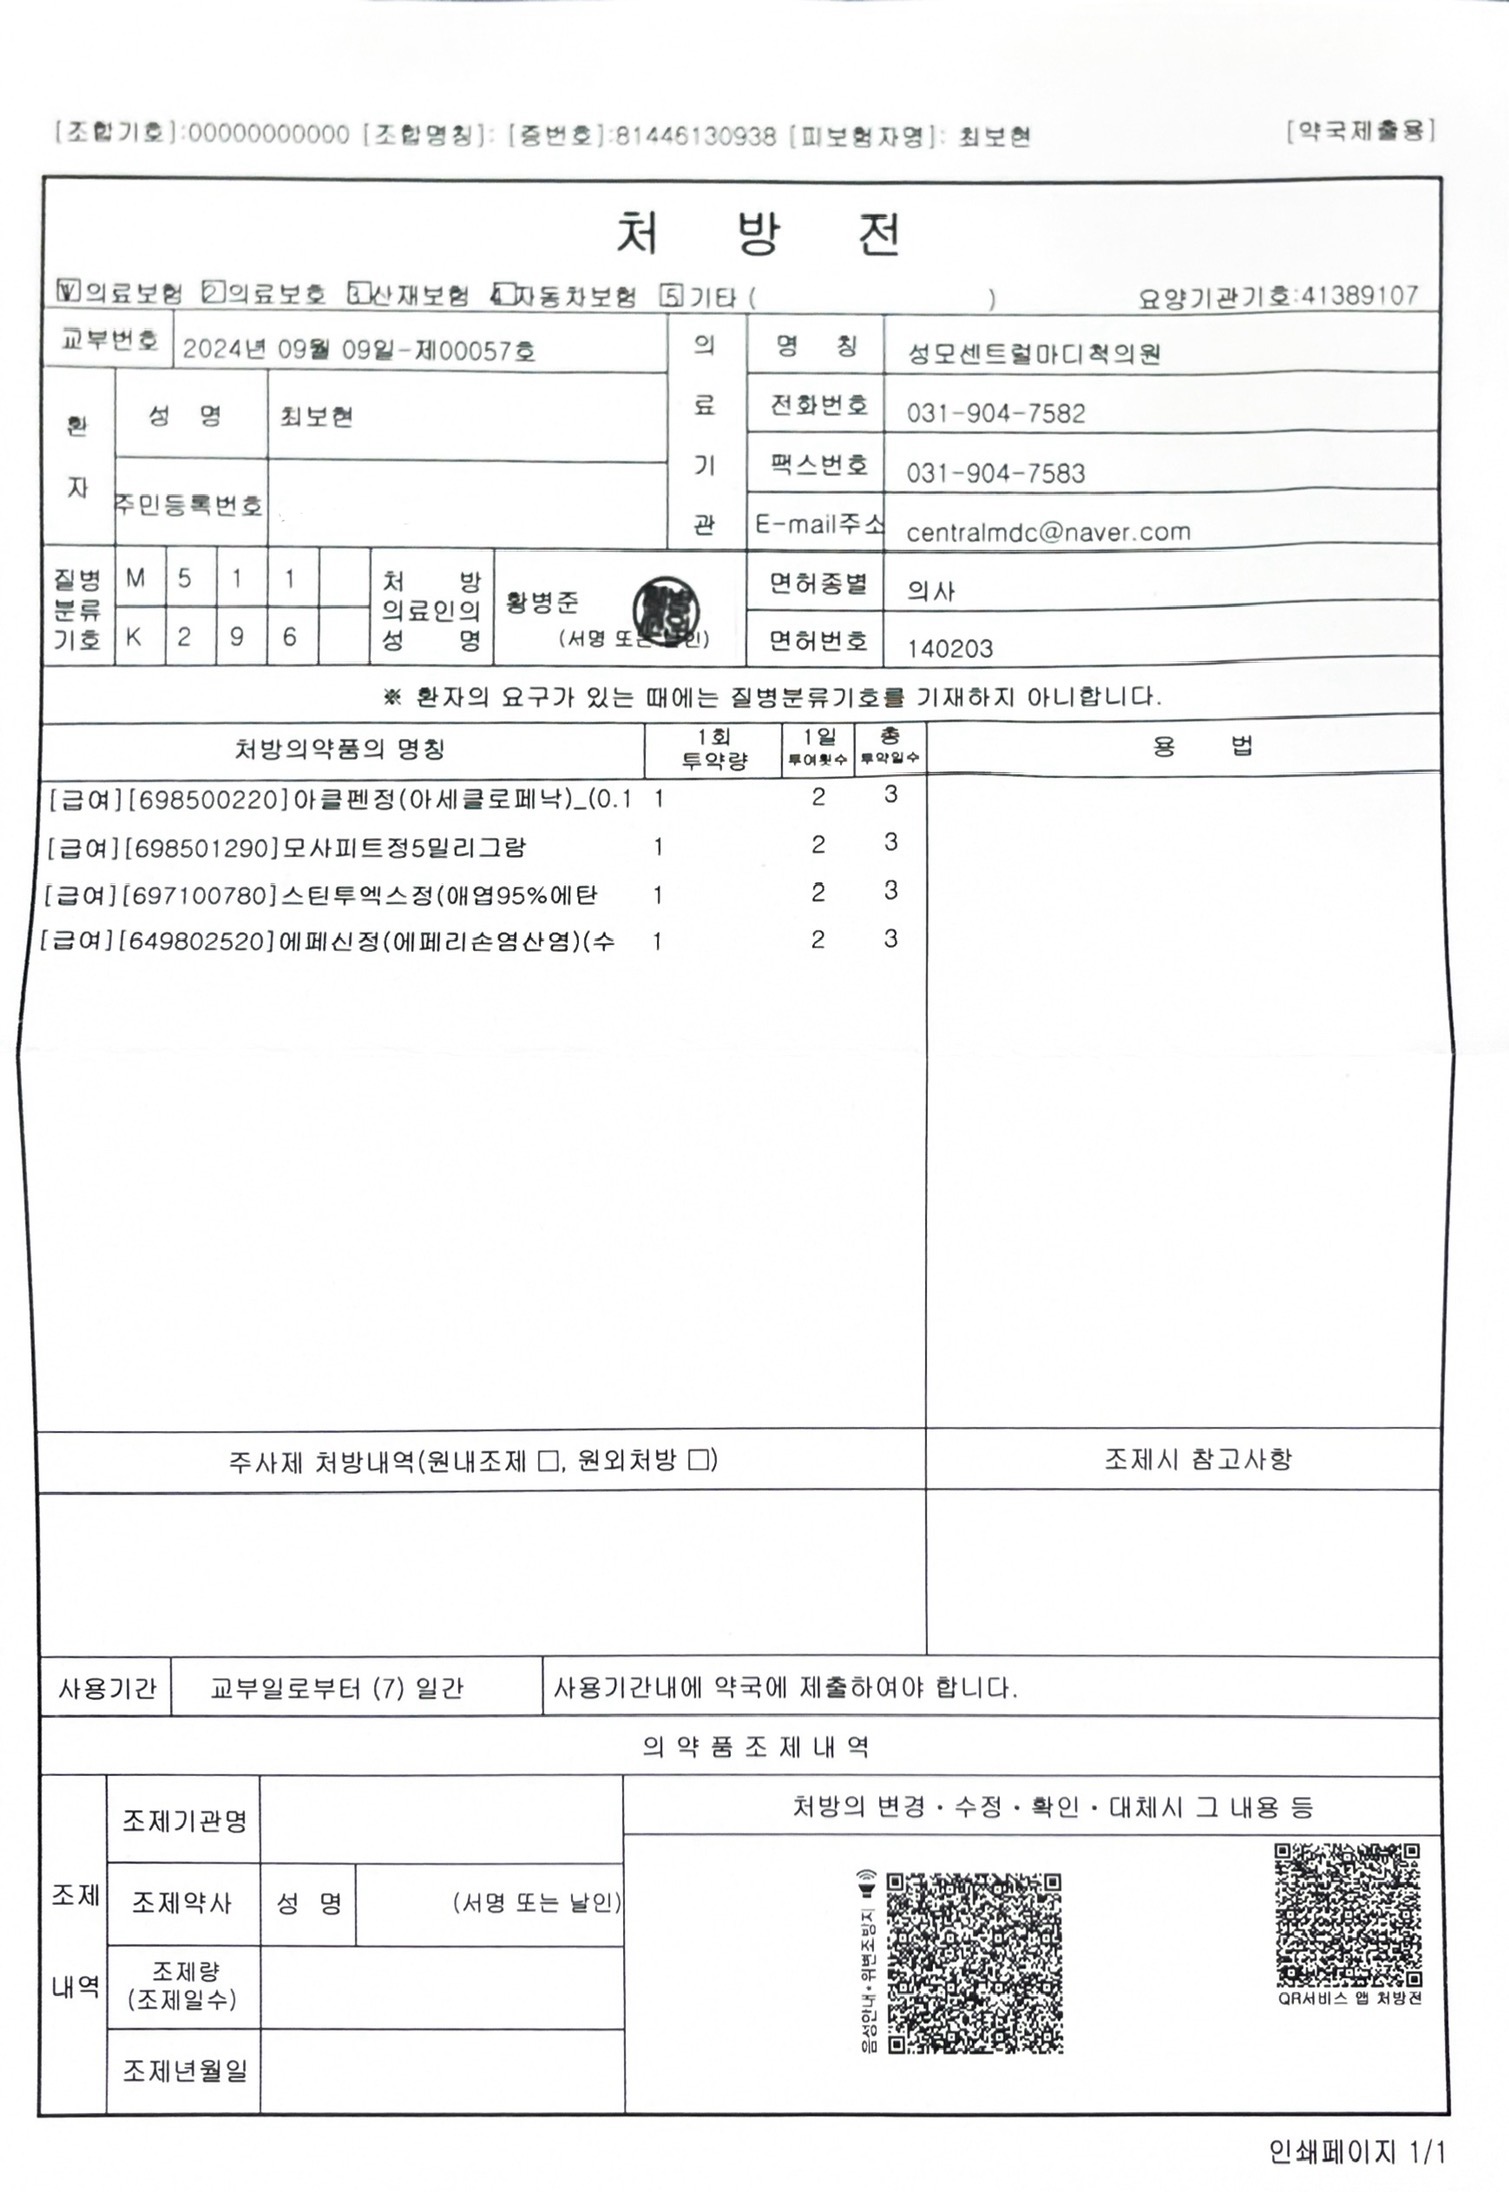 [조합기호]:00000000000 [조합명칭]: [증번호]:81446130938 [피보험자명]: 최보현 [약국제출용]
처 방 전
1의료보험 2의료보호 3산재보험 4자동차보험 5기타 ( ) 요양기관기호:41389107
교부번호 2024년 09월 09일-제00057호
의료기관 명 칭 성모센트럴마디척의원
환자 성 명 최보현
전화번호 031-904-7582
팩스번호 031-904-7583
주민등록번호
E-mail주소 centralmdc@naver.com
질병분류기호 M 5 1 1
K 2 9 6
처 방
의료인의
성 명
황병준
(서명 또는 날인)
면허종별 의사
면허번호 140203
※ 환자의 요구가 있는 때에는 질병분류기호를 기재하지 아니합니다.
처방의약품의 명칭 1회 투약량 1일 투여횟수 총 투약일수 용 법
[급여][698500220]아클펜정(아세클로페낙)_(0.1 1 2 3
[급여][698501290]모사피트정5밀리그람 1 2 3
[급여][697100780]스틴투엑스정(애엽95%에탄 1 2 3
[급여][649802520]에페신정(에페리손염산염)(수 1 2 3
주사제 처방내역(원내조제 □, 원외처방 □) 조제시 참고사항
사용기간 교부일로부터 (7) 일간 사용기간내에 약국에 제출하여야 합니다.
의 약 품 조 제 내 역
조제내역
조제기관명
처방의 변경・수정・확인・대체시 그 내용 등
조제약사 성 명 (서명 또는 날인)
조제량
(조제일수)
조제년월일
음성안내・위변조방지
QR서비스 앱 처방전
인쇄페이지 1/1